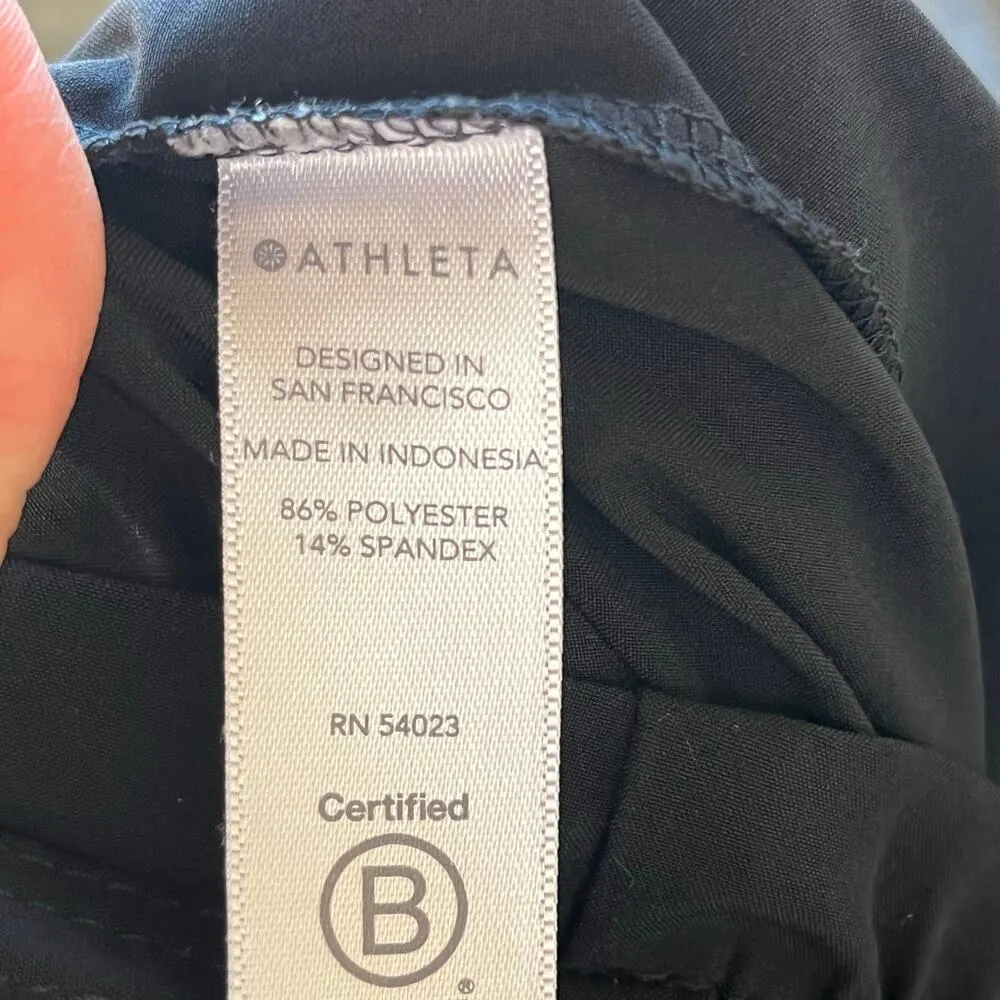 ATHLETA
DESIGNED IN
SAN FRANCISCO
MADE IN INDONESIA
86% POLYESTER
14% SPANDEX
RN 54023
Certified
B
®